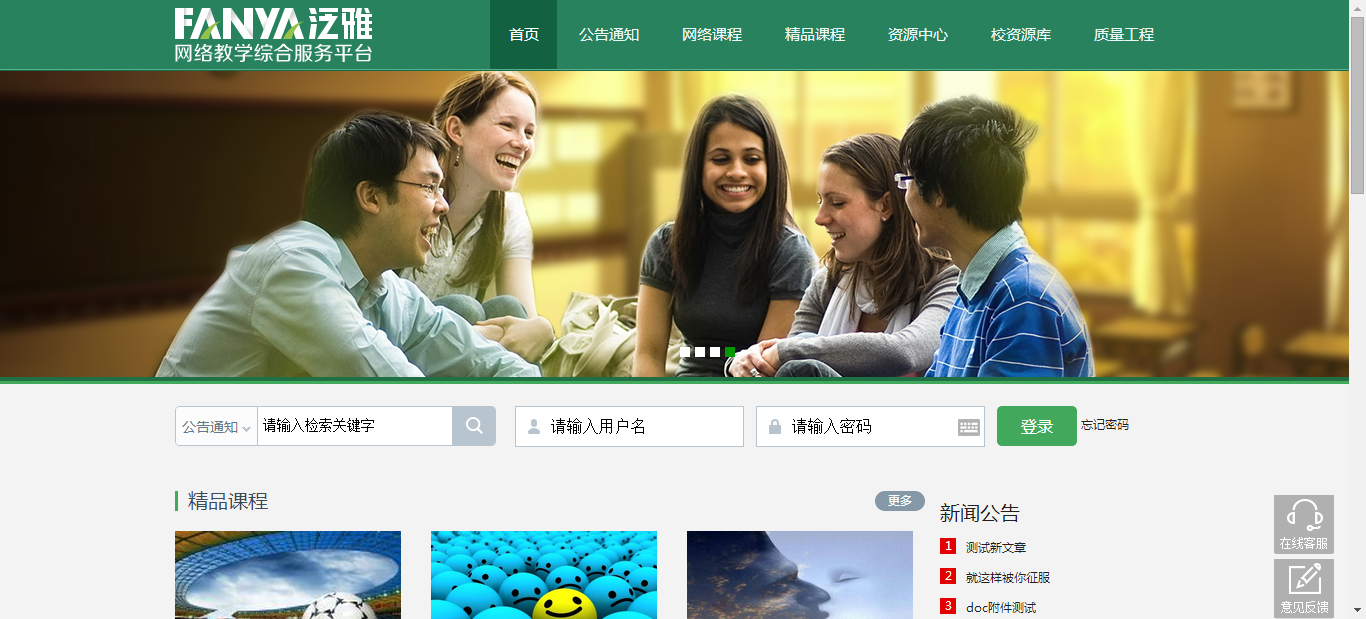 FANYA 泛雅
网络教学综合服务平台
首页 公告通知 网络课程 精品课程 资源中心 校资源库 质量工程
公告通知 请输入检索关键字 请输入用户名 请输入密码 登录 忘记密码
精品课程 更多
新闻公告
1 测试新文章
2 就这样被你征服
3 doc附件测试
在线客服
意见反馈